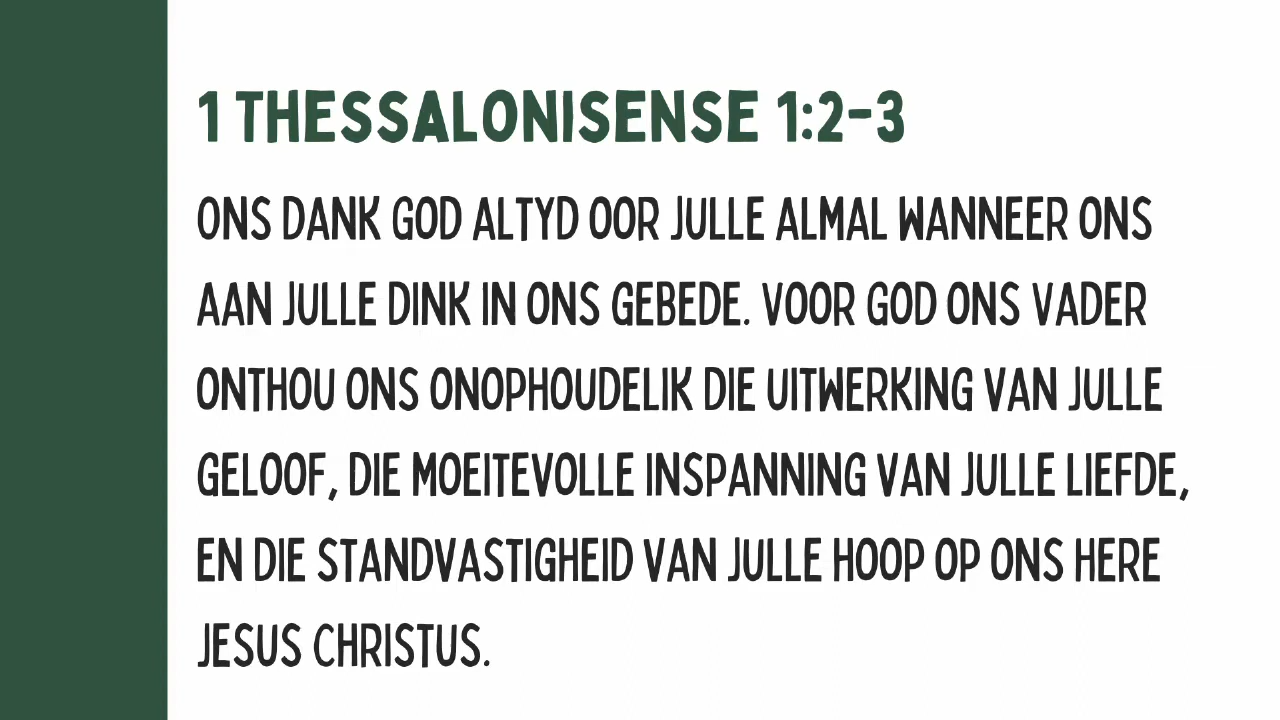 1 THESSALONISENSE 1:2-3
ONS DANK GOD ALTYD OOR JULLE ALMAL WANNEER ONS
AAN JULLE DINK IN ONS GEBEDE. VOOR GOD ONS VADER
ONTHOU ONS ONOPHOUDELIK DIE UITWERKING VAN JULLE
GELOOF, DIE MOEITEVOLLE INSPANNING VAN JULLE LIEFDE,
EN DIE STANDVASTIGHEID VAN JULLE HOOP OP ONS HERE
JESUS CHRISTUS.